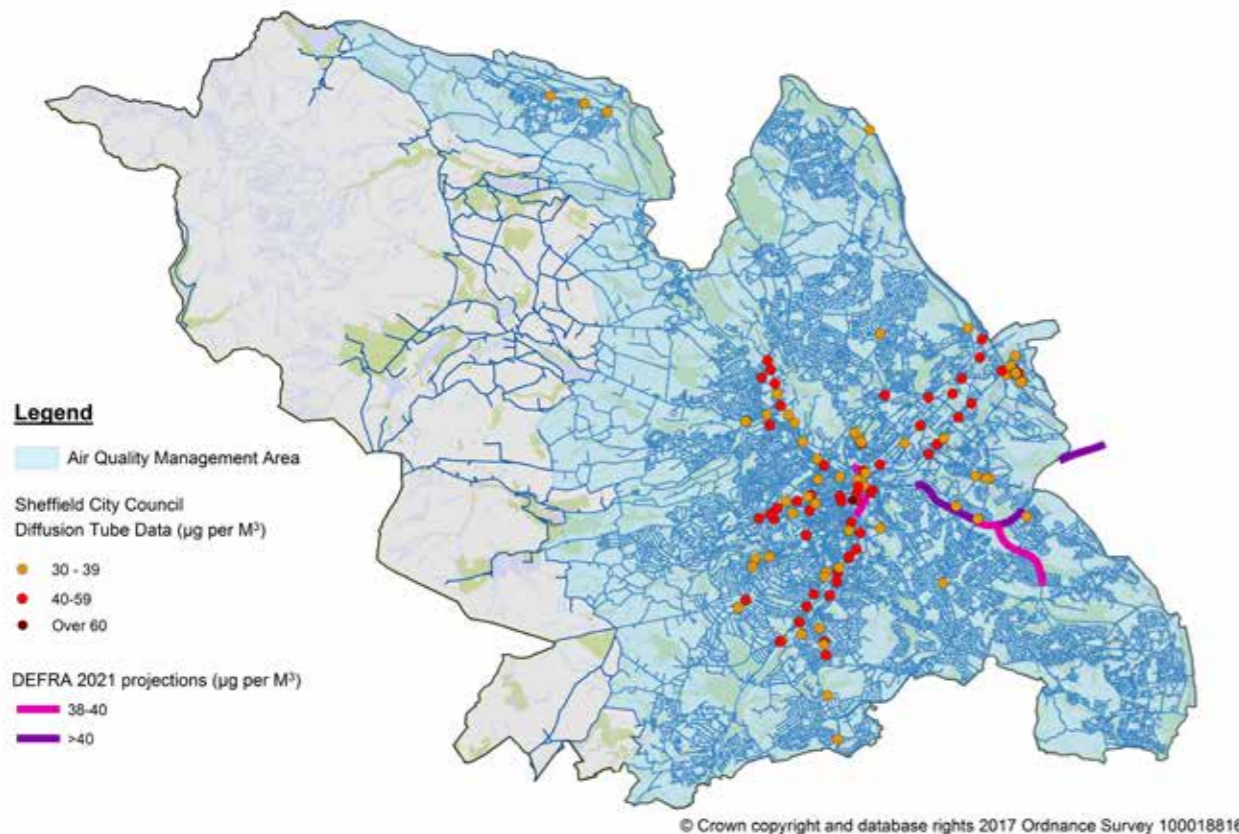 Legend
Air Quality Management Area
Sheffield City Council
Diffusion Tube Data (µg per M³)
30 - 39
40-59
Over 60
DEFRA 2021 projections (µg per M³)
38-40
>40
© Crown copyright and database rights 2017 Ordnance Survey 100018816